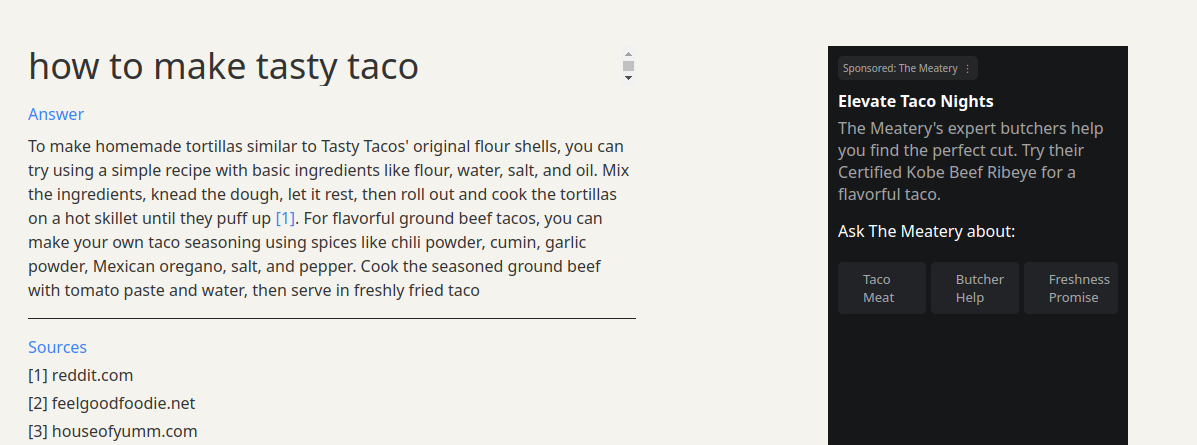 how to make tasty taco
Answer
To make homemade tortillas similar to Tasty Tacos' original flour shells, you can
try using a simple recipe with basic ingredients like flour, water, salt, and oil. Mix
the ingredients, knead the dough, let it rest, then roll out and cook the tortillas
on a hot skillet until they puff up [1]. For flavorful ground beef tacos, you can
make your own taco seasoning using spices like chili powder, cumin, garlic
powder, Mexican oregano, salt, and pepper. Cook the seasoned ground beef
with tomato paste and water, then serve in freshly fried taco
Sources
[1] reddit.com
[2] feelgoodfoodie.net
[3] houseofyumm.com
Sponsored: The Meatery
Elevate Taco Nights
The Meatery's expert butchers help
you find the perfect cut. Try their
Certified Kobe Beef Ribeye for a
flavorful taco.
Ask The Meatery about:
Taco
Meat
Butcher
Help
Freshness
Promise